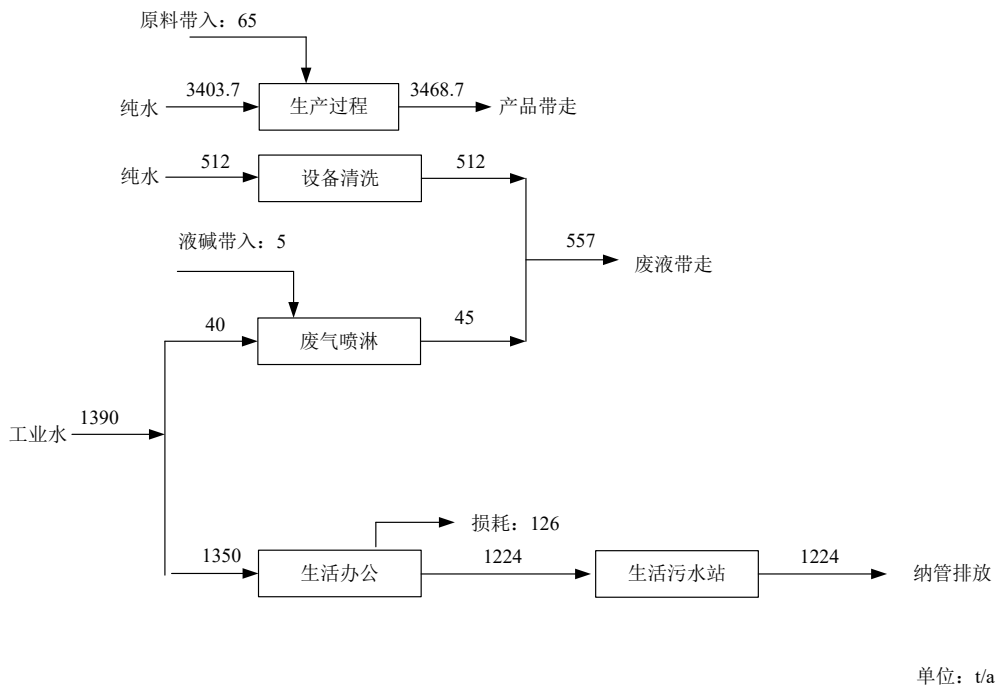 原料带入：65
纯水
3403.7
生产过程
3468.7
产品带走
纯水
512
设备清洗
512
557
废液带走
液碱带入：5
40
废气喷淋
45
工业水
1390
损耗：126
1350
生活办公
1224
生活污水站
1224
纳管排放
单位：t/a